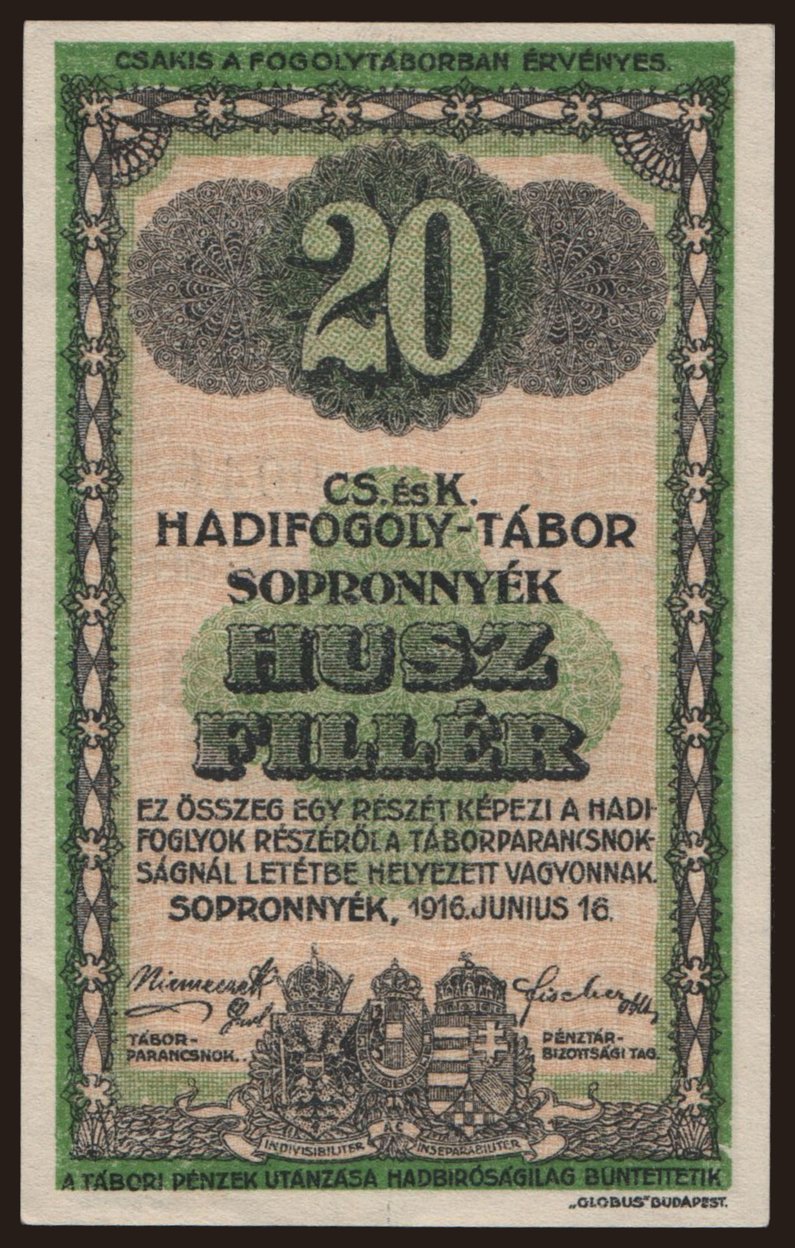 CSAKIS A FOGOLYTÁBORBAN ÉRVÉNYES.
20
CS. ÉS K.
HADIFOGOLY-TÁBOR
SOPRONNYÉK
HUSZ
FILLÉR
EZ ÖSSZEG EGY RÉSZÉT KÉPEZI A HADI-
FOGLYOK RÉSZÉRŐL A TÁBORPARANCSNOK-
SÁGNÁL LETÉTBE HELYEZETT VAGYONNAK.
SOPRONNYÉK, 1916. JUNIUS 16.
TÁBOR-
PARANCSNOK.
PÉNZTÁR-
BIZOTTSÁGI TAG.
INDIVISIBILITER AC INSEPARABILITER
A TÁBORI PÉNZEK UTÁNZÁSA HADBIRÓSÁGILAG BÜNTETTETIK
„GLOBUS" BUDAPEST.